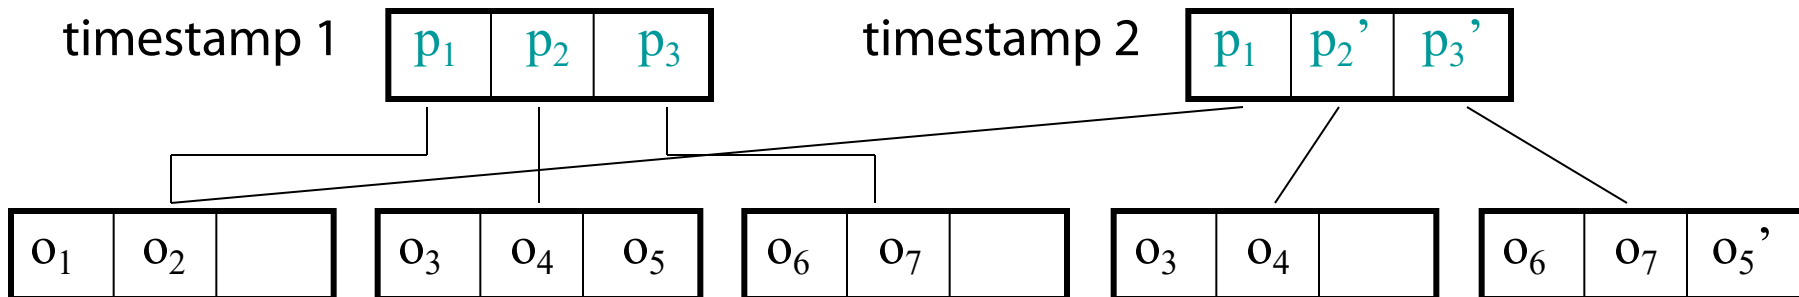 timestamp 1 p₁ p₂ p₃ timestamp 2 p₁ p₂’ p₃’
o₁ o₂ o₃ o₄ o₅ o₆ o₇ o₃ o₄ o₆ o₇ o₅’